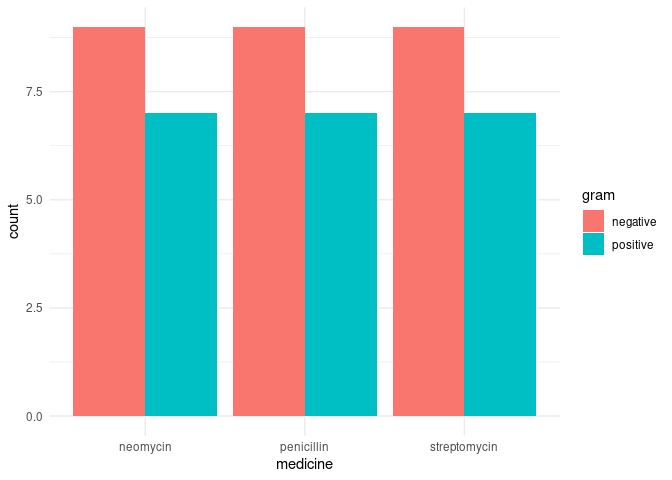 7.5
5.0
2.5
0.0
count
neomycin penicillin streptomycin
medicine
gram
negative
positive